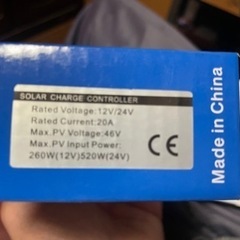 SOLAR CHARGE CONTROLLER
Rated Voltage:12V/24V
Rated Current:20A
Max.PV Voltage:46V
Max.PV Input Power:
260W(12V)520W(24V)
CE
Made in China